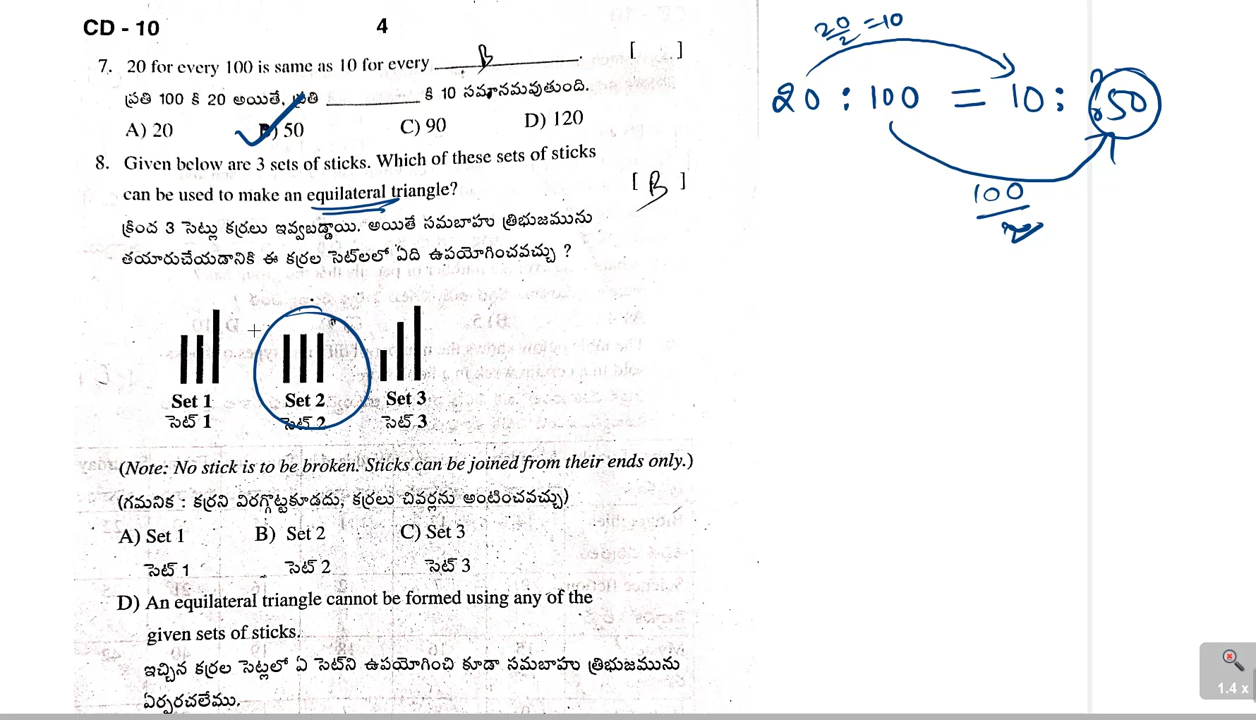 CD - 10
4
7. 20 for every 100 is same as 10 for every ____B____. [ ]
ప్రతి 100 కి 20 అయితే, ప్రతి ________ కి 10 సమానమవుతుంది.
A) 20 B) 50 C) 90 D) 120
8. Given below are 3 sets of sticks. Which of these sets of sticks
can be used to make an equilateral triangle? [ B ]
క్రింద 3 సెట్లు కర్రలు ఇవ్వబడ్డాయి. అయితే సమబాహు త్రిభుజమును
తయారుచేయడానికి ఈ కర్రల సెట్‌లలో ఏది ఉపయోగించవచ్చు ?
Set 1 Set 2 Set 3
సెట్ 1 సెట్ 2 సెట్ 3
(Note: No stick is to be broken. Sticks can be joined from their ends only.)
(గమనిక : కర్రని విరగ్గొట్టకూడదు, కర్రలు చివర్లను అంటించవచ్చు)
A) Set 1 B) Set 2 C) Set 3
సెట్ 1 సెట్ 2 సెట్ 3
D) An equilateral triangle cannot be formed using any of the
given sets of sticks.
ఇచ్చిన కర్రల సెట్లలో ఏ సెట్‌ని ఉపయోగించి కూడా సమబాహు త్రిభుజమును
ఏర్పరచలేము.
20/2 = 10
20 : 100 = 10 : ? 50
100/2
1.4 x